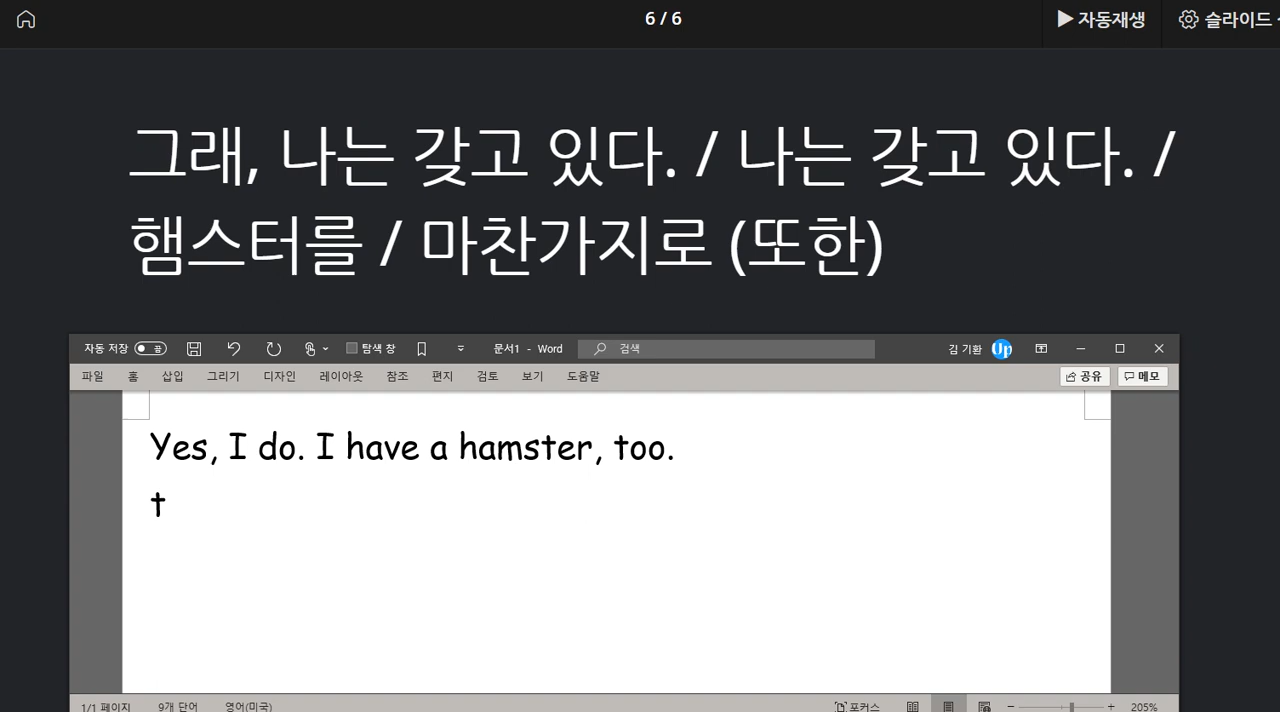 6 / 6
자동재생
슬라이드
그래, 나는 갖고 있다. / 나는 갖고 있다. /
햄스터를 / 마찬가지로 (또한)
자동 저장 끔 탐색 창 문서1 - Word 검색 김 기환 Up
파일 홈 삽입 그리기 디자인 레이아웃 참조 편지 검토 보기 도움말 공유 메모
Yes, I do. I have a hamster, too.
t
1/1 페이지 9개 단어 영어(미국) 포커스 205%